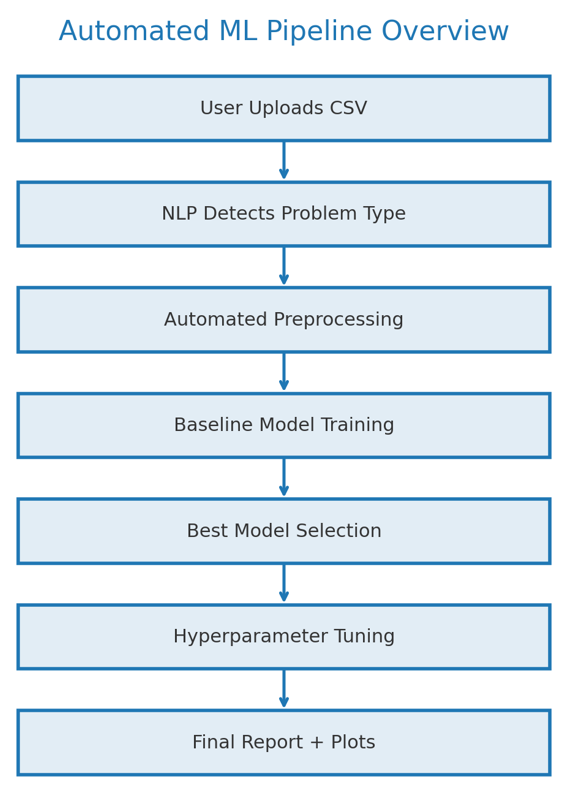 Automated ML Pipeline Overview
User Uploads CSV
NLP Detects Problem Type
Automated Preprocessing
Baseline Model Training
Best Model Selection
Hyperparameter Tuning
Final Report + Plots